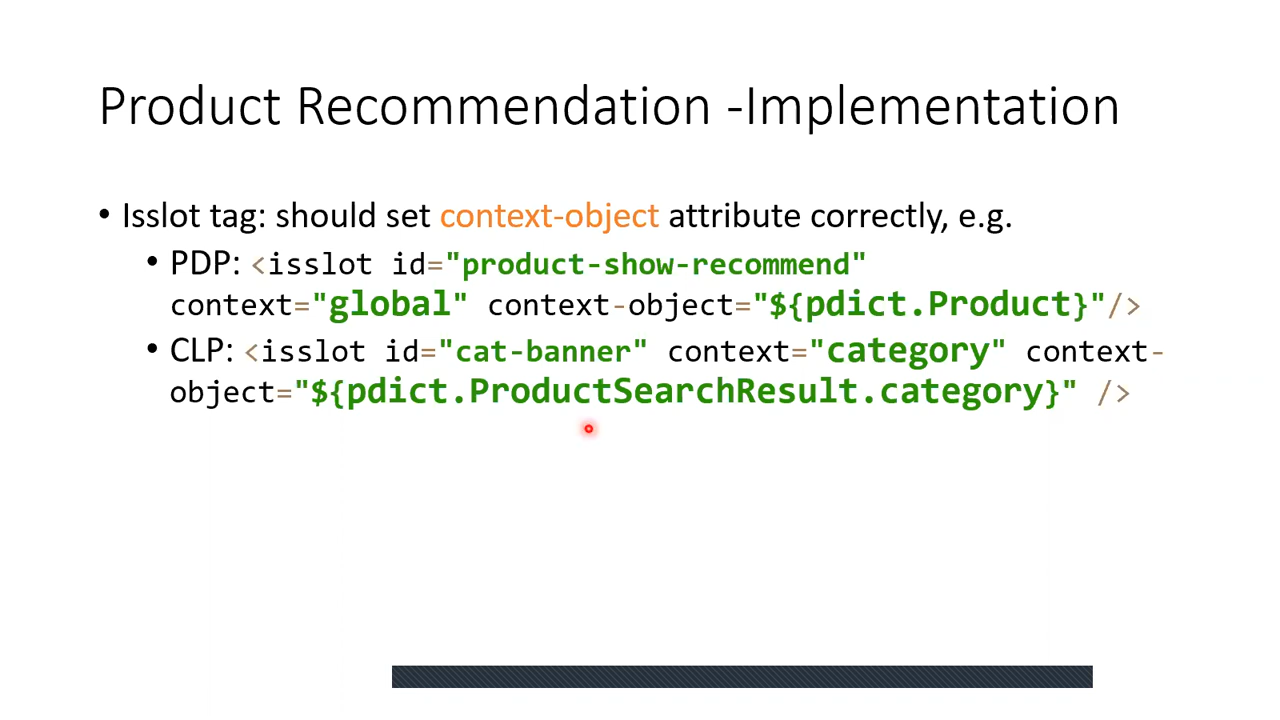 Product Recommendation -Implementation
• Isslot tag: should set context-object attribute correctly, e.g.
• PDP: <isslot id="product-show-recommend"
context="global" context-object="${pdict.Product}"/>
• CLP: <isslot id="cat-banner" context="category" context-
object="${pdict.ProductSearchResult.category}" />